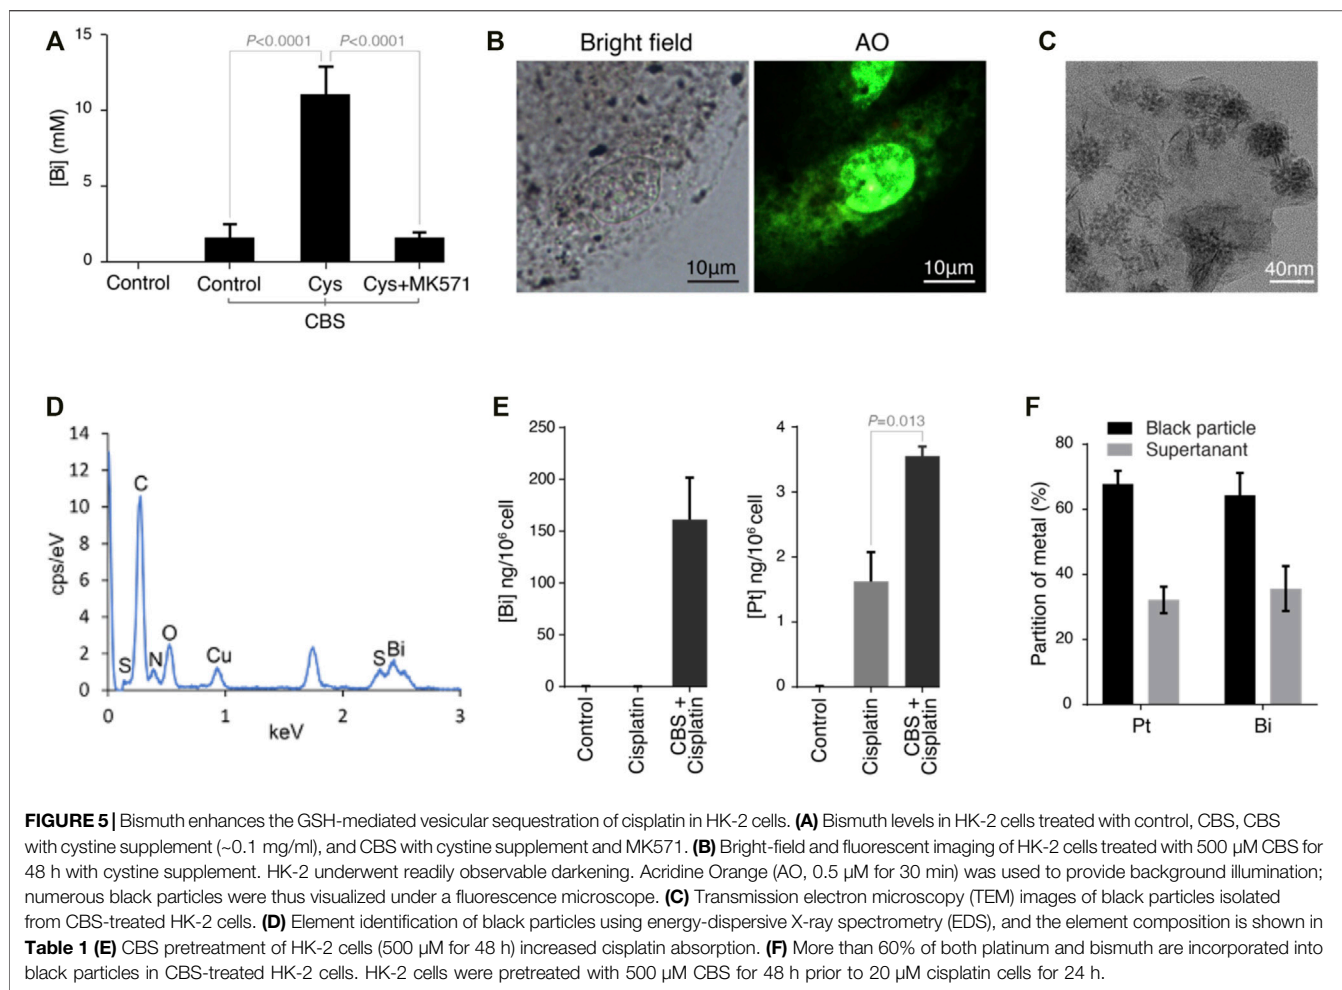 A
15
10
5
0
[Bi] (mM)
P<0.0001 P<0.0001
Control Control Cys Cys+MK571
CBS
B
Bright field AO
10µm 10µm
C
40nm
D
14
12
10
8
6
4
2
0
cps/eV
C
S
N
O
Cu
S
Bi
0 1 2 3
keV
E
250
200
150
100
50
0
[Bi] ng/10⁶ cell
Control
Cisplatin
CBS +
Cisplatin
4
3
2
1
0
[Pt] ng/10⁶ cell
P=0.013
Control
Cisplatin
CBS +
Cisplatin
F
Black particle
Supertanant
80
60
40
20
0
Partition of metal (%)
Pt Bi
FIGURE 5 | Bismuth enhances the GSH-mediated vesicular sequestration of cisplatin in HK-2 cells. (A) Bismuth levels in HK-2 cells treated with control, CBS, CBS
with cystine supplement (~0.1 mg/ml), and CBS with cystine supplement and MK571. (B) Bright-field and fluorescent imaging of HK-2 cells treated with 500 µM CBS for
48 h with cystine supplement. HK-2 underwent readily observable darkening. Acridine Orange (AO, 0.5 µM for 30 min) was used to provide background illumination;
numerous black particles were thus visualized under a fluorescence microscope. (C) Transmission electron microscopy (TEM) images of black particles isolated
from CBS-treated HK-2 cells. (D) Element identification of black particles using energy-dispersive X-ray spectrometry (EDS), and the element composition is shown in
Table 1 (E) CBS pretreatment of HK-2 cells (500 µM for 48 h) increased cisplatin absorption. (F) More than 60% of both platinum and bismuth are incorporated into
black particles in CBS-treated HK-2 cells. HK-2 cells were pretreated with 500 µM CBS for 48 h prior to 20 µM cisplatin cells for 24 h.